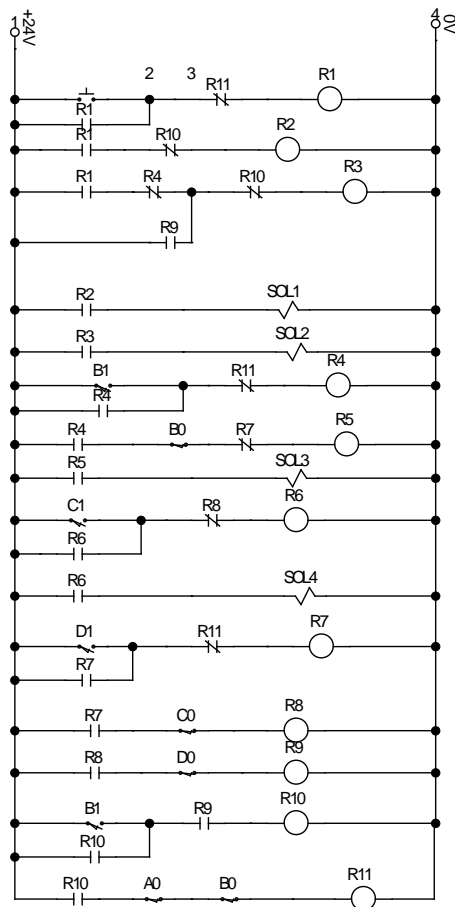 1 +24V 4 0V
2 3 R11 R1
R1
R1 R10 R2
R1 R4 R10 R3
R9
R2 SOL1
R3 SOL2
B1 R11 R4
R4
R4 B0 R7 R5
R5 SOL3
C1 R8 R6
R6
R6 SOL4
D1 R11 R7
R7
R7 C0 R8
R8 D0 R9
B1 R9 R10
R10
R10 A0 B0 R11